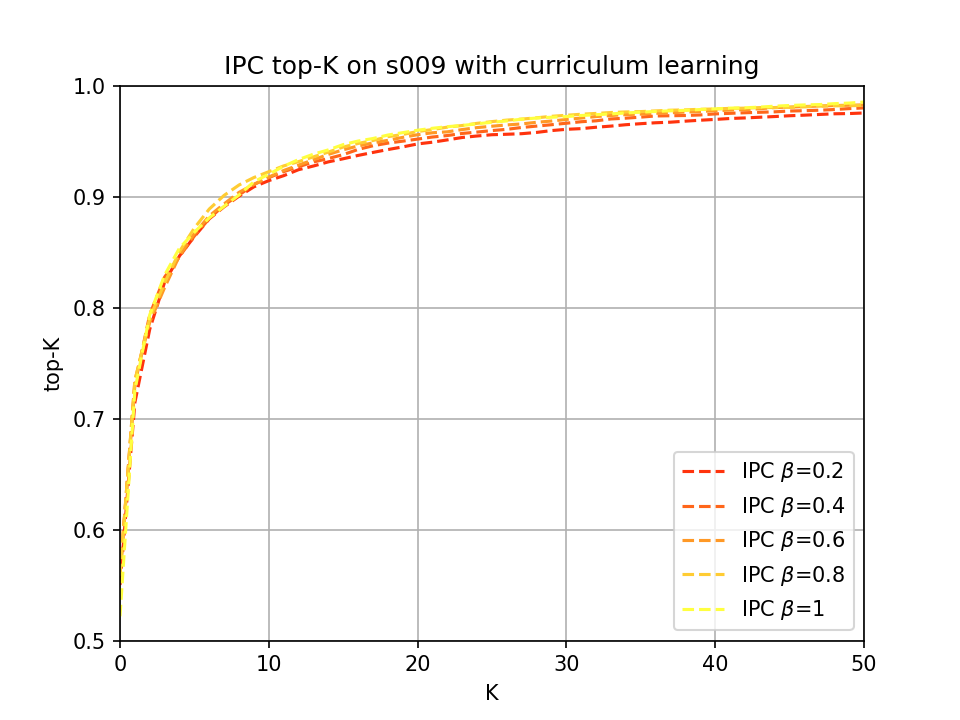 IPC top-K on s009 with curriculum learning
1.0
0.9
0.8
0.7
0.6
0.5
top-K
0 10 20 30 40 50
K
IPC β=0.2
IPC β=0.4
IPC β=0.6
IPC β=0.8
IPC β=1